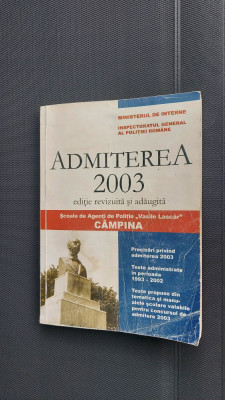 MINISTERUL DE INTERNE
INSPECTORATUL GENERAL
AL POLIȚIEI ROMÂNE
ADMITEREA
2003
ediție revizuită și adăugită
Școala de Agenți de Poliție „Vasile Lascăr"
CÂMPINA
Precizări privind
admiterea 2003
Teste administrate
în perioada
1993 - 2002
Teste propuse din
tematica și manu-
alele școlare valabile
pentru concursul de
admitere 2003